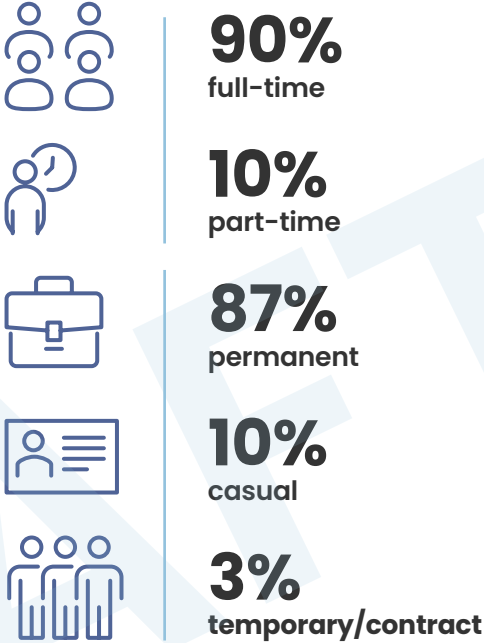 90%
full-time
10%
part-time
87%
permanent
10%
casual
3%
temporary/contract